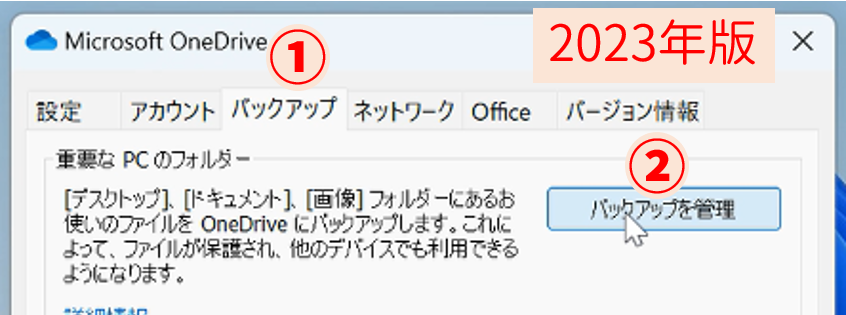 Microsoft OneDrive
①
2023年版
設定 アカウント バックアップ ネットワーク Office バージョン情報
重要な PC のフォルダー
②
[デスクトップ]、[ドキュメント]、[画像] フォルダーにあるお
使いのファイルを OneDrive にバックアップします。これに
よって、ファイルが保護され、他のデバイスでも利用できる
ようになります。
バックアップを管理